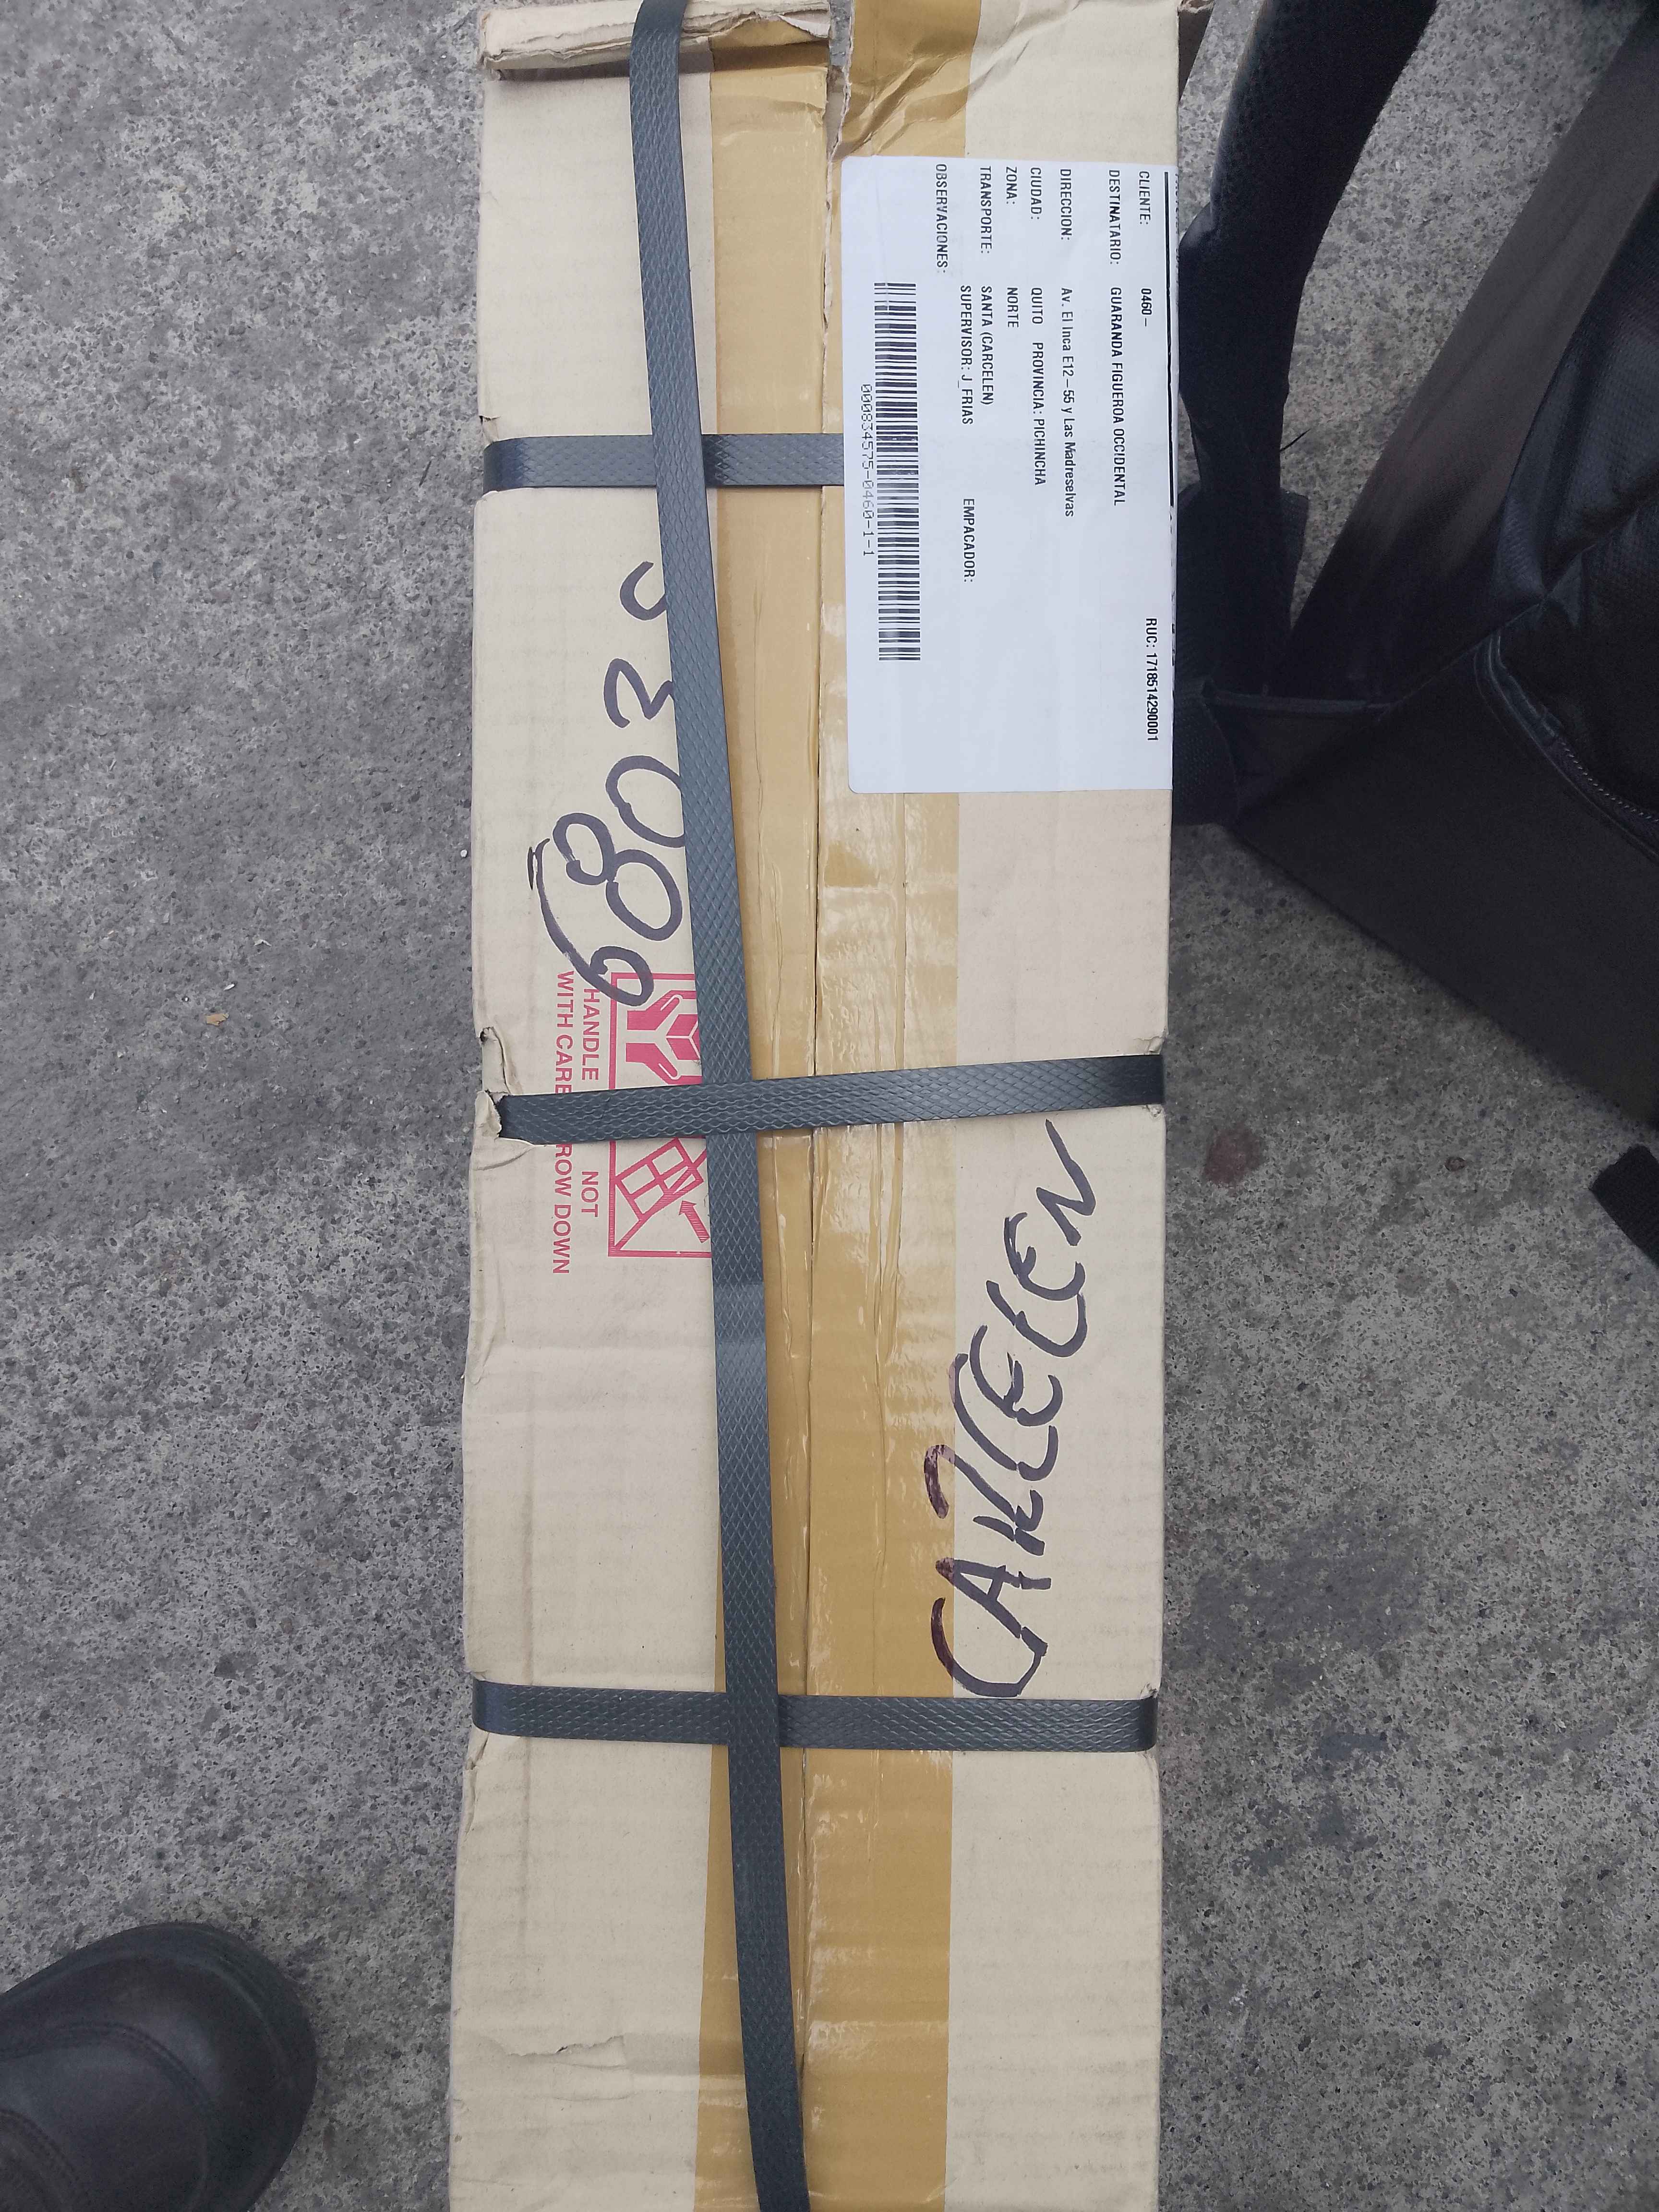 CLIENTE: 0460- RUC: 1718514290001
DESTINATARIO: GUARANDA FIGUEROA OCCIDENTAL
DIRECCION: Av. El Inca E12-55 y Las Madreselvas
CIUDAD: QUITO PROVINCIA: PICHINCHA
ZONA: NORTE
TRANSPORTE: SANTA (CARCELEN)
SUPERVISOR: J_FRIAS EMPACADOR:
OBSERVACIONES:
000834575-0460-1-1
CARCELEN
HANDLE
WITH CARE
NOT
ROW DOWN